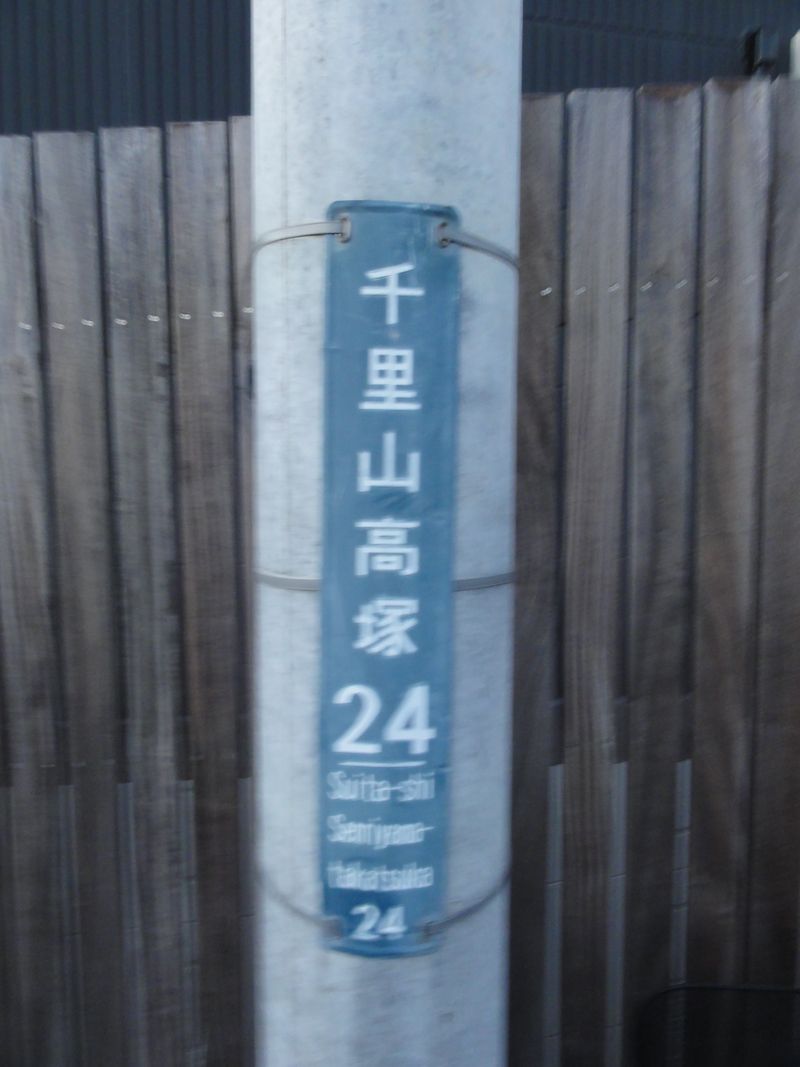 千里山高塚
24
Suita-shi
Senriyama-
takatsuka
24